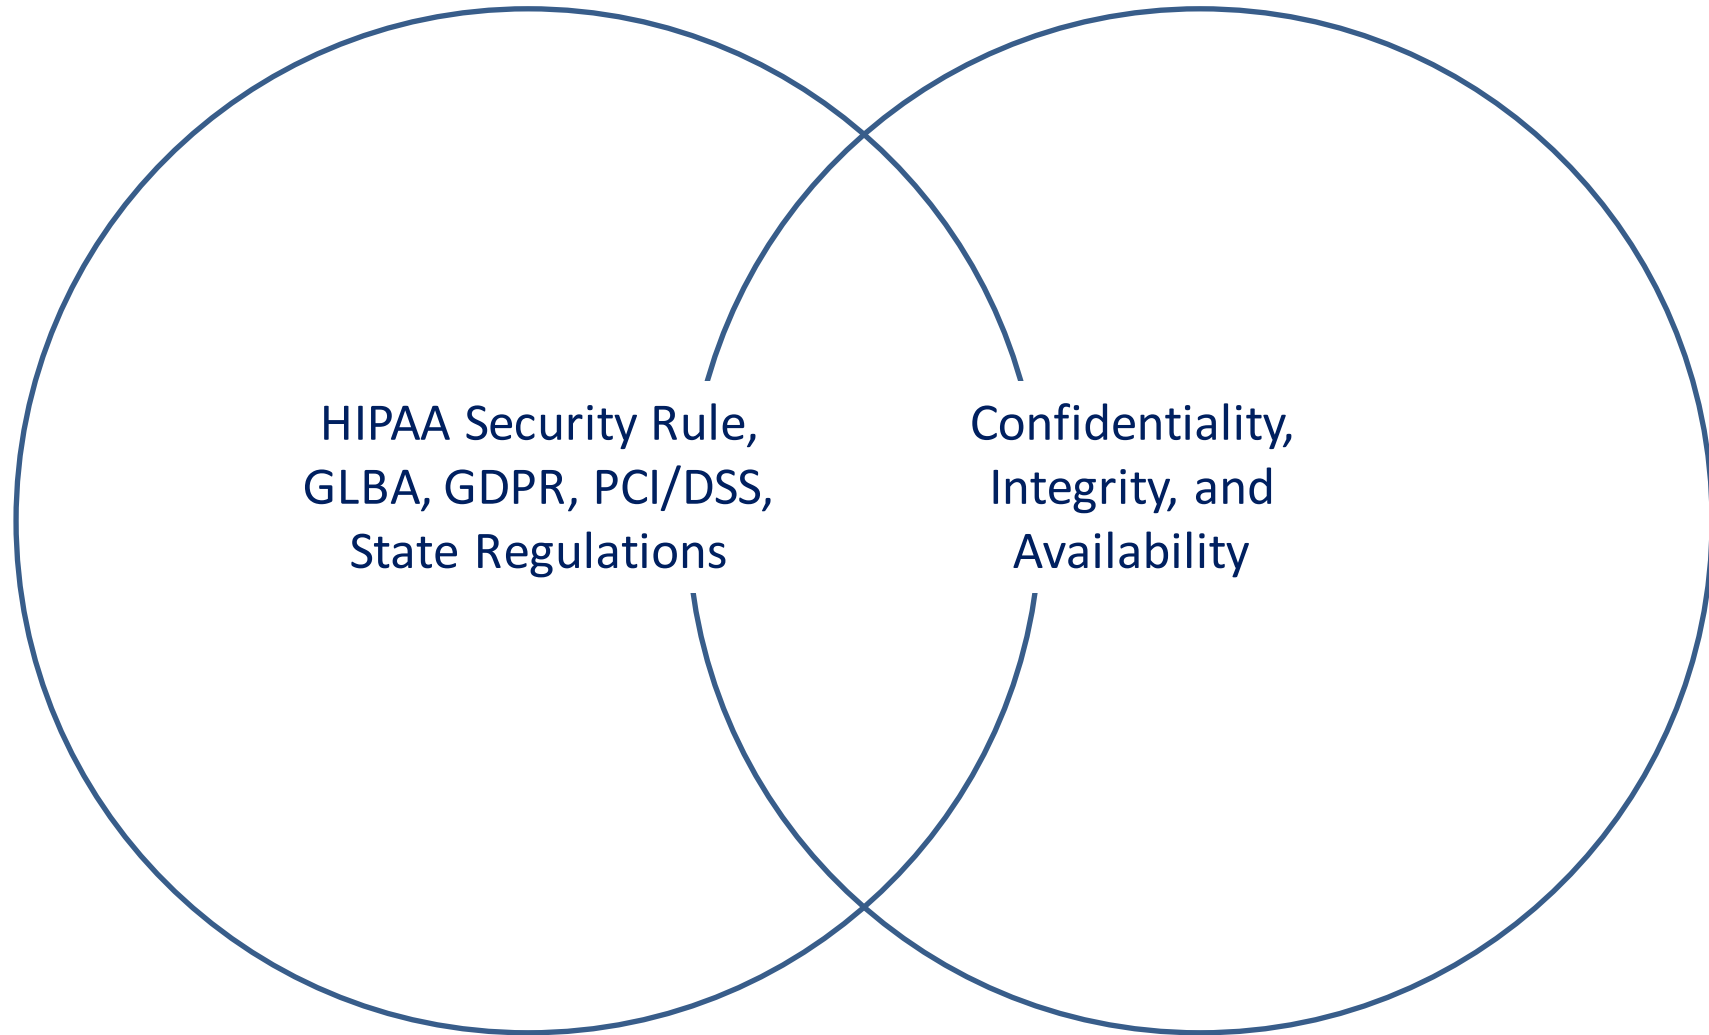 HIPAA Security Rule,
GLBA, GDPR, PCI/DSS,
State Regulations
Confidentiality,
Integrity, and
Availability